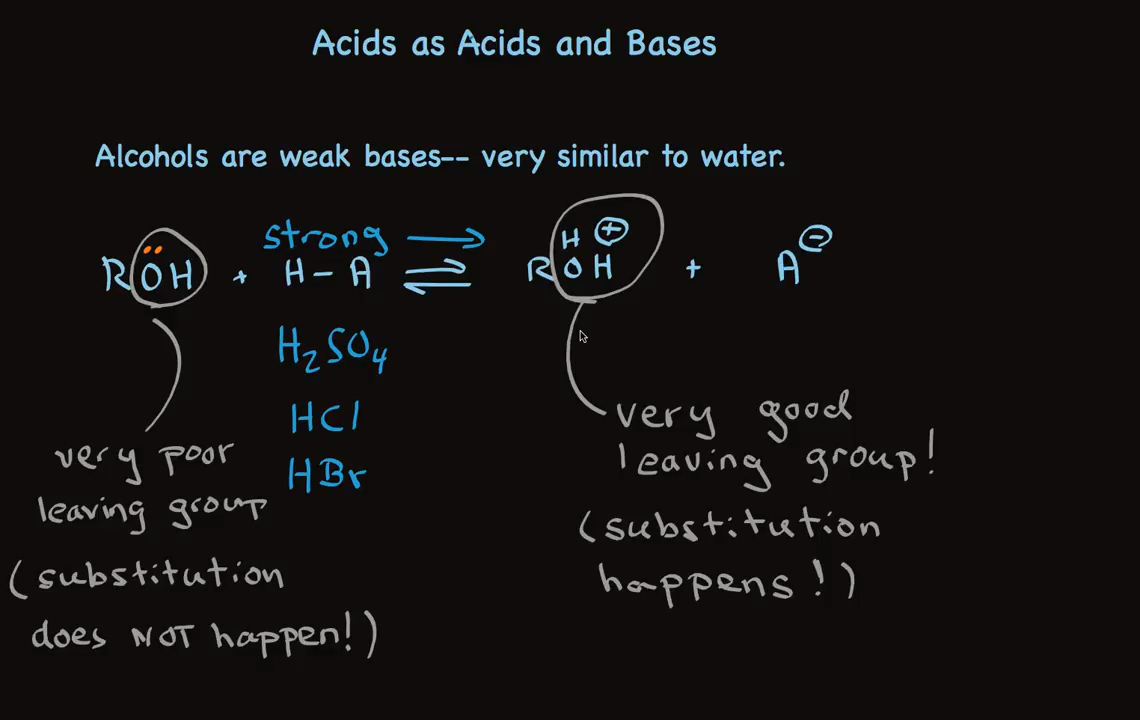 Acids as Acids and Bases
Alcohols are weak bases-- very similar to water.
strong
H ⊕
ROH + H-A ⇌ ROH + A⊖
H₂SO₄
HCl
HBr
very poor
leaving group
(substitution
does NOT happen!)
very good
leaving group!
(substitution
happens!)